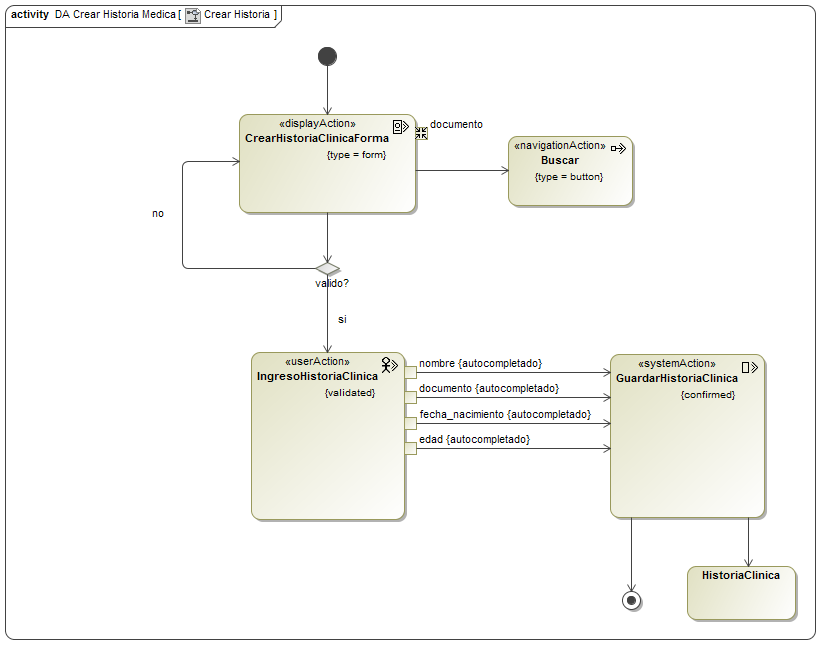 activity DA Crear Historia Medica [ Crear Historia ]
«displayAction»
CrearHistoriaClinicaForma
{type = form}
documento
«navigationAction»
Buscar
{type = button}
no
valido?
si
«userAction»
IngresoHistoriaClinica
{validated}
nombre {autocompletado}
documento {autocompletado}
fecha_nacimiento {autocompletado}
edad {autocompletado}
«systemAction»
GuardarHistoriaClinica
{confirmed}
HistoriaClinica